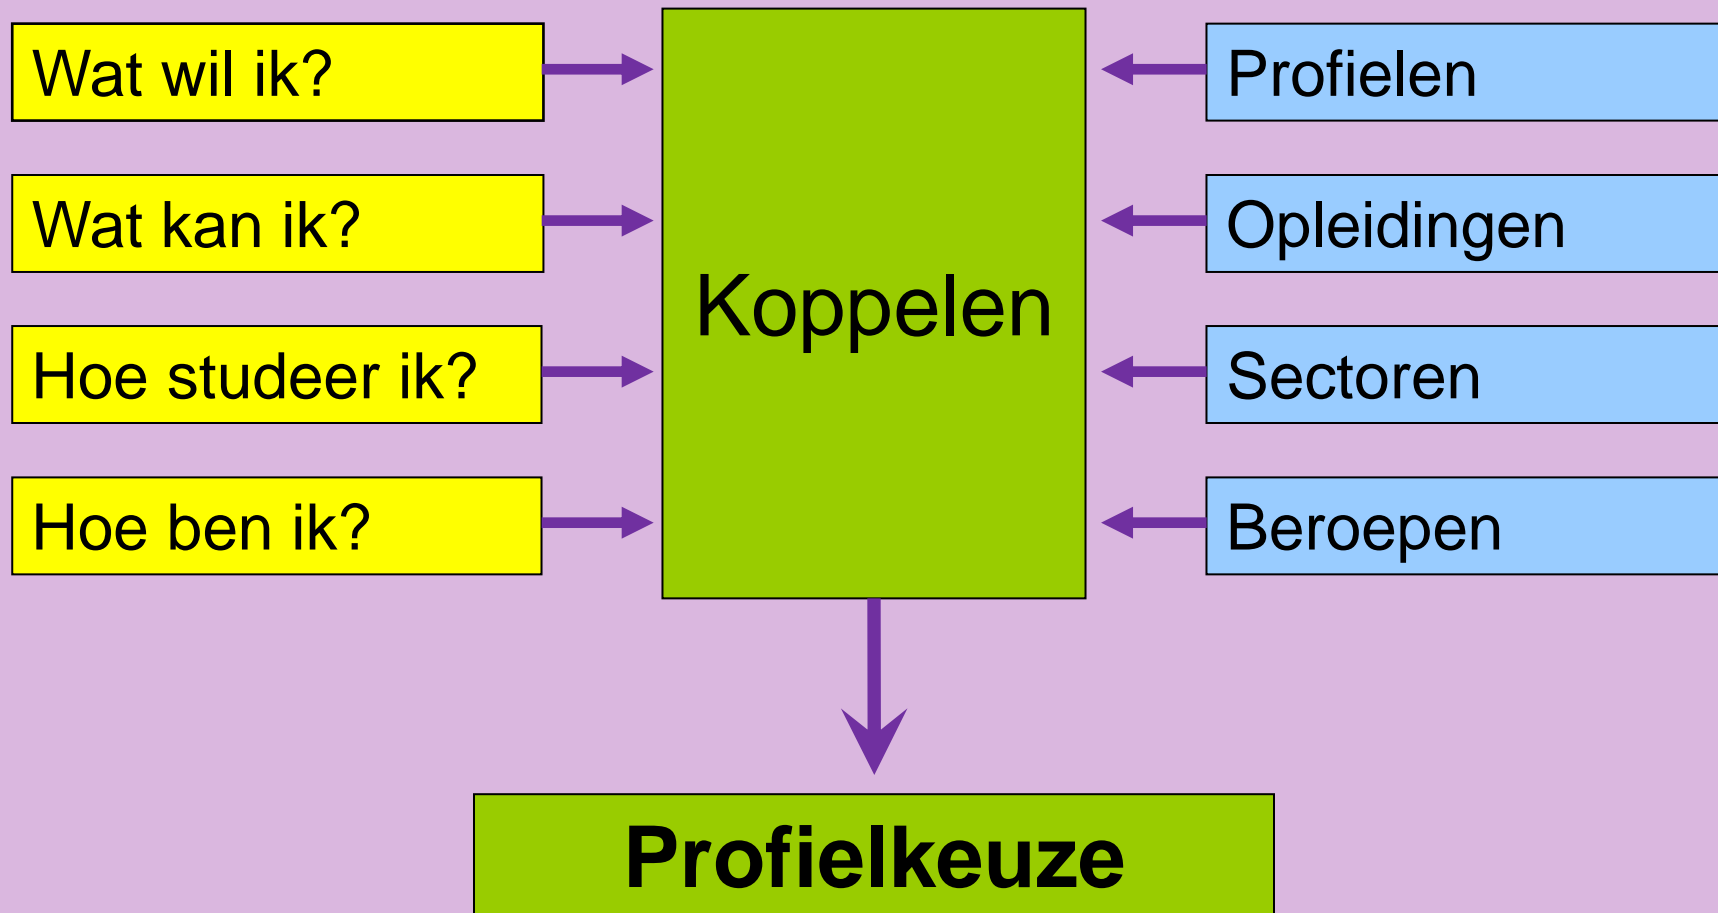 Wat wil ik?
Wat kan ik?
Hoe studeer ik?
Hoe ben ik?
Koppelen
Profielen
Opleidingen
Sectoren
Beroepen
Profielkeuze